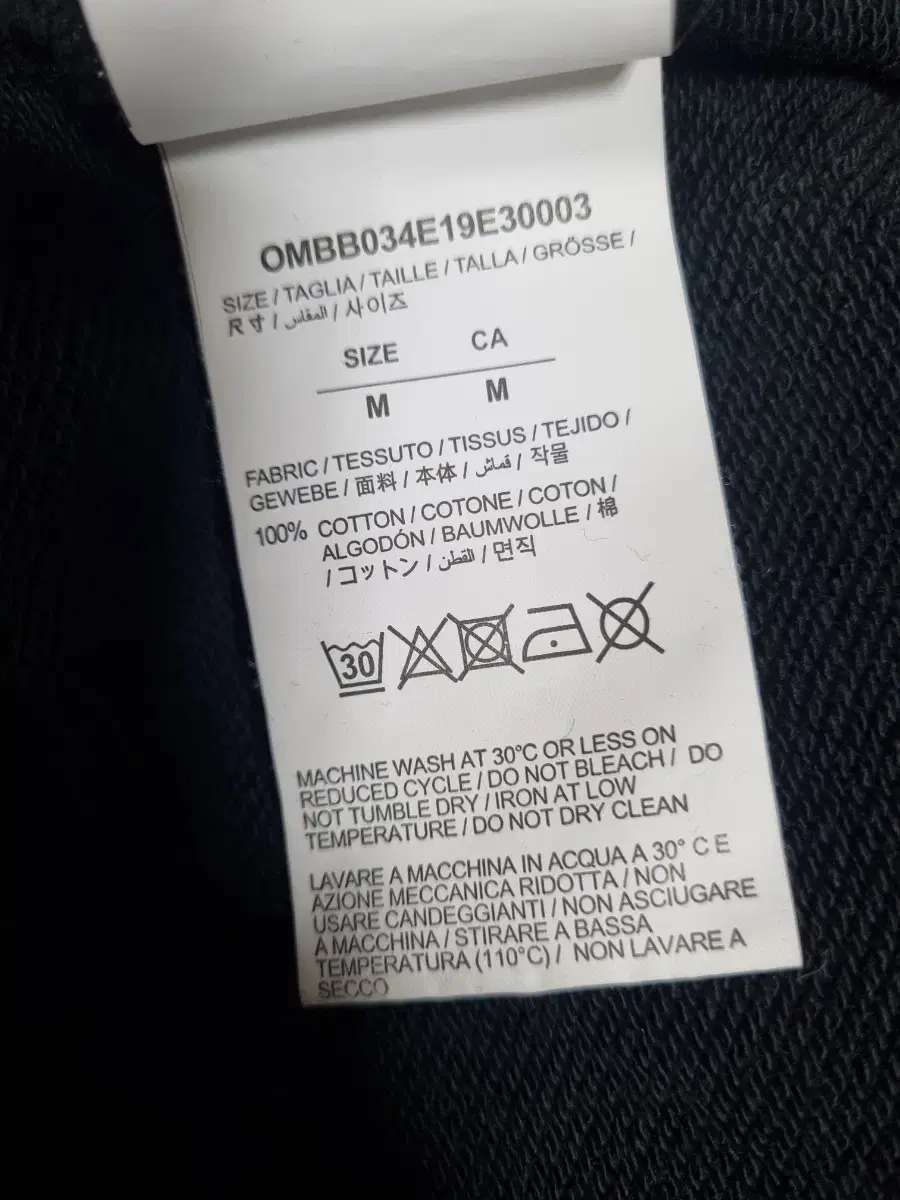 OMBB034E19E30003
SIZE / TAGLIA / TAILLE / TALLA / GRÖSSE /
尺寸 / المقاس / 사이즈
SIZE CA
M M
FABRIC / TESSUTO / TISSUS / TEJIDO /
GEWEBE / 面料 / 本体 / قماش / 작물
100% COTTON / COTONE / COTON /
ALGODÓN / BAUMWOLLE / 棉
/ コットン / القطن / 면직
30
MACHINE WASH AT 30°C OR LESS ON
REDUCED CYCLE / DO NOT BLEACH / DO
NOT TUMBLE DRY / IRON AT LOW
TEMPERATURE / DO NOT DRY CLEAN
LAVARE A MACCHINA IN ACQUA A 30° C E
AZIONE MECCANICA RIDOTTA / NON
USARE CANDEGGIANTI / NON ASCIUGARE
A MACCHINA / STIRARE A BASSA
TEMPERATURA (110°C) / NON LAVARE A
SECCO